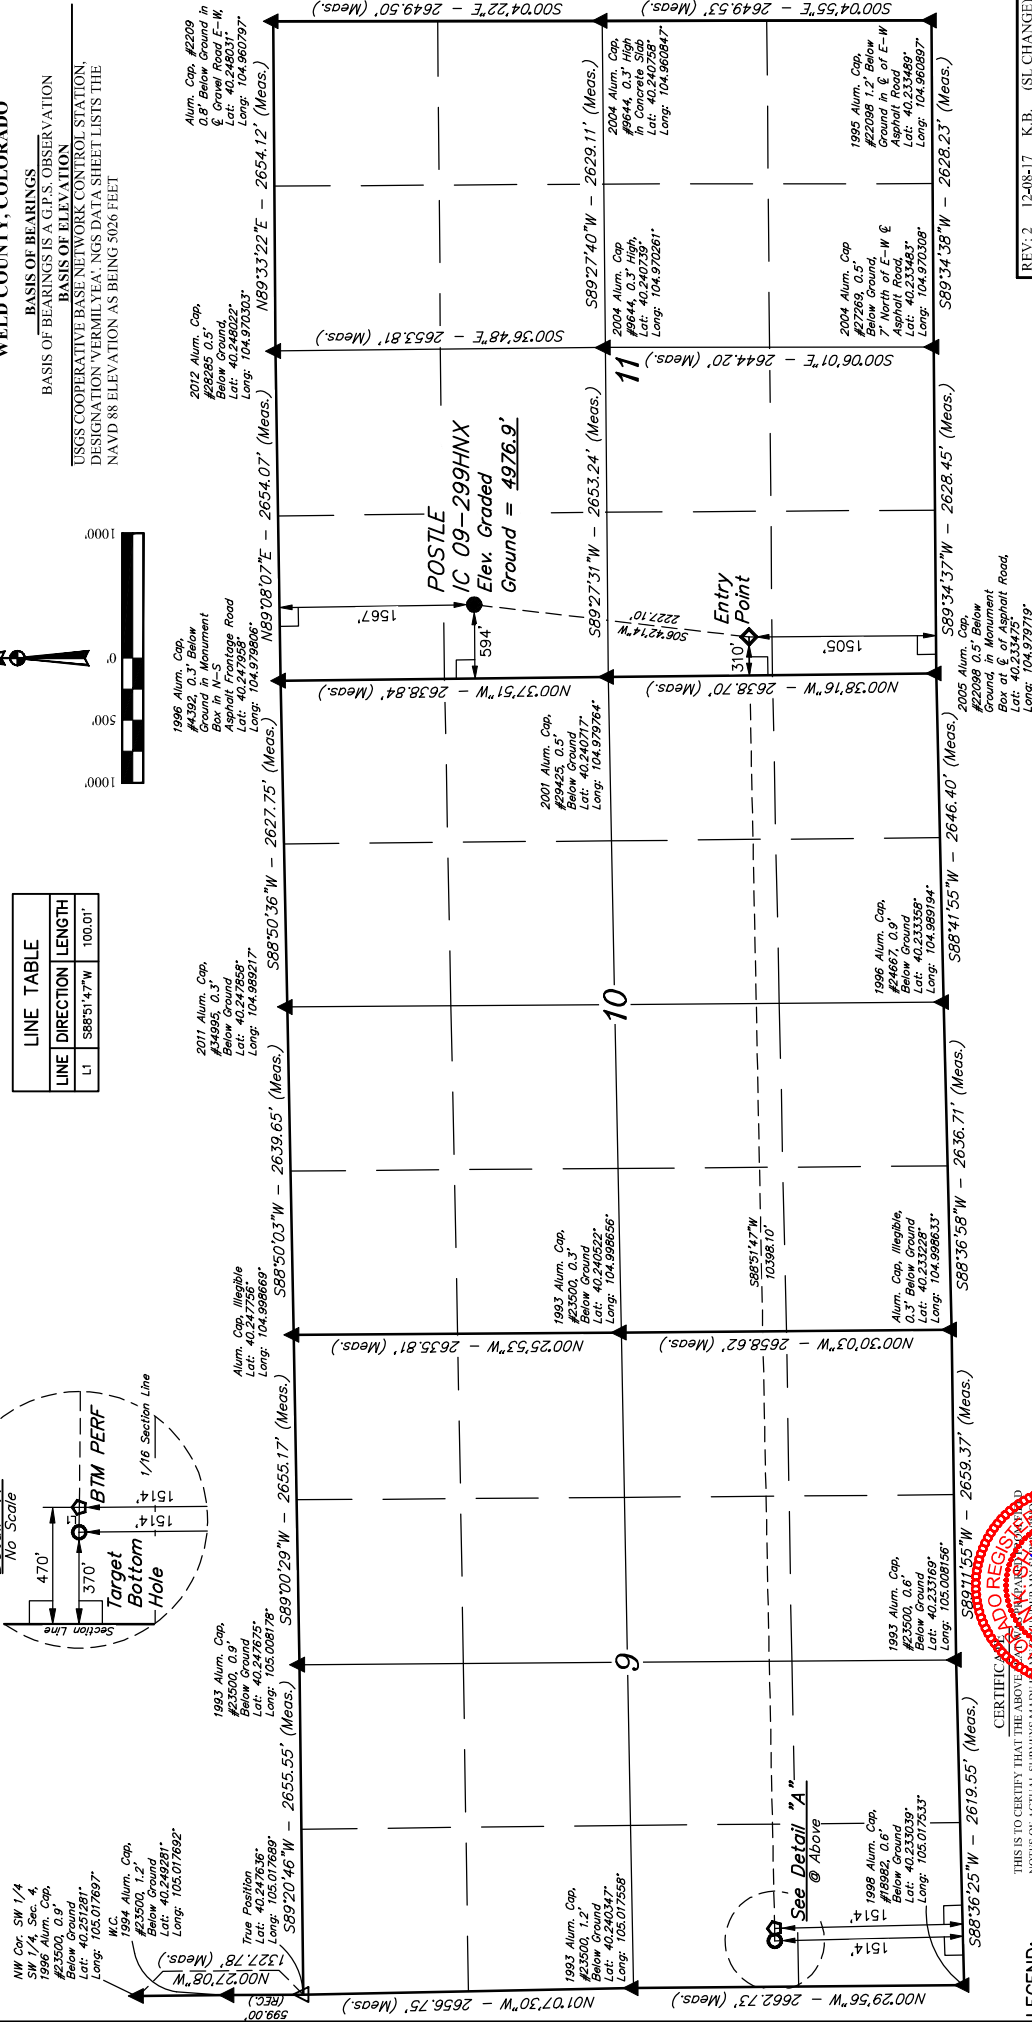 WELD COUNTY, COLORADO
BASIS OF BEARINGS
BASIS OF BEARINGS IS A G.P.S. OBSERVATION
BASIS OF ELEVATION
USGS COOPERATIVE BASE NETWORK CONTROL STATION,
DESIGNATION 'VERMILYEA'. NGS DATA SHEET LISTS THE
NAVD 88 ELEVATION AS BEING 5026 FEET
1000'
500'
0'
1000'
LINE TABLE
LINE DIRECTION LENGTH
L1 S88°51'47"W 100.01'
No Scale
470'
370'
L1
BTM PERF
Target
Bottom
Hole
1514'
1514'
Section Line
1/16 Section Line
NW Cor. SW 1/4
SW 1/4, Sec. 4,
1996 Alum. Cap,
#23500, 0.9'
Below Ground
Lat: 40.251281°
Long: 105.017697°
W.C.
1994 Alum. Cap,
#23500, 1.2'
Below Ground
Lat: 40.249281°
Long: 105.017692°
True Position
Lat: 40.247636°
Long: 105.017689°
N00°27'08"W
1327.78' (Meas.)
599.00'
(REC.)
S89°20'46"W - 2655.55' (Meas.)
1993 Alum. Cap,
#23500, 0.9'
Below Ground
Lat: 40.247675°
Long: 105.008178°
S89°00'29"W - 2655.17' (Meas.)
Alum. Cap, Illegible
Lat: 40.247756°
Long: 104.998669°
S88°50'03"W - 2639.65' (Meas.)
2011 Alum. Cap,
#34995, 0.3'
Below Ground
Lat: 40.247858°
Long: 104.989217°
S88°50'36"W - 2627.75' (Meas.)
1996 Alum. Cap,
#4392, 0.3' Below
Ground in Monument
Box in N-S
Asphalt Frontage Road
Lat: 40.247958°
Long: 104.979806°
N89°08'07"E - 2654.07' (Meas.)
2012 Alum. Cap,
#28285 0.5'
Below Ground,
Lat: 40.248022°
Long: 104.970303°
N89°33'22"E - 2654.12' (Meas.)
Alum. Cap, #2209
0.8' Below Ground in
℄ Gravel Road E-W,
Lat: 40.248031°
Long: 104.960797°
N01°07'30"W - 2656.75' (Meas.)
N00°25'53"W - 2635.81' (Meas.)
N00°37'51"W - 2638.84' (Meas.)
S00°36'48"E - 2653.81' (Meas.)
S00°04'22"E - 2649.50' (Meas.)
1567'
594'
POSTLE
IC 09-299HNX
Elev. Graded
Ground = 4976.9'
1993 Alum. Cap,
#23500, 1.2'
Below Ground
Lat: 40.240347°
Long: 105.017558°
9
1993 Alum. Cap,
#23500, 0.3'
Below Ground
Lat: 40.240522°
Long: 104.998656°
10
2001 Alum. Cap,
#29425, 0.5'
Below Ground
Lat: 40.240717°
Long: 104.979764°
S89°27'31"W - 2653.24' (Meas.)
11
2004 Alum. Cap
#9644, 0.3' High,
Lat: 40.240739°
Long: 104.970261°
S89°27'40"W - 2629.11' (Meas.)
2004 Alum. Cap
#9644, 0.3' High
in Concrete Slab
Lat: 40.240758°
Long: 104.960847°
N00°29'56"W - 2662.73' (Meas.)
N00°30'03"W - 2658.62' (Meas.)
N00°38'16"W - 2638.70' (Meas.)
S00°06'01"E - 2644.20' (Meas.)
S00°04'55"E - 2649.53' (Meas.)
S06°42'14"W
2227.10'
Entry
Point
310'
1505'
S88°51'47"W
10398.10'
See Detail "A"
@ Above
1514'
1514'
1998 Alum. Cap,
#18982, 0.6'
Below Ground
Lat: 40.233039°
Long: 105.017533°
S88°36'25"W - 2619.55' (Meas.)
1993 Alum. Cap,
#23500, 0.6'
Below Ground
Lat: 40.233169°
Long: 105.008156°
S89°11'55"W - 2659.37' (Meas.)
Alum. Cap, Illegible,
0.3' Below Ground
Lat: 40.233228°
Long: 104.998633°
S88°36'58"W - 2636.71' (Meas.)
1996 Alum. Cap,
#24667, 0.9'
Below Ground
Lat: 40.233358°
Long: 104.989194°
S88°41'55"W - 2646.40' (Meas.)
2005 Alum. Cap,
#22098 0.5' Below
Ground, in Monument
Box at ℄ of Asphalt Road,
Lat: 40.233475°
Long: 104.979719°
S89°34'37"W - 2628.45' (Meas.)
2004 Alum. Cap
#27269, 0.5'
Below Ground,
7' North of E-W ℄
Asphalt Road,
Lat: 40.233483°
Long: 104.970308°
S89°34'38"W - 2628.23' (Meas.)
1995 Alum. Cap,
#22098 1.2' Below
Ground in ℄ of E-W
Asphalt Road
Lat: 40.233489°
Long: 104.960897°
LEGEND:
CERTIFICA
THIS IS TO CERTIFY THAT THE ABOVE
RADO REGISTER
REV: 2 12-08-17 K.B. (SL CHANGE